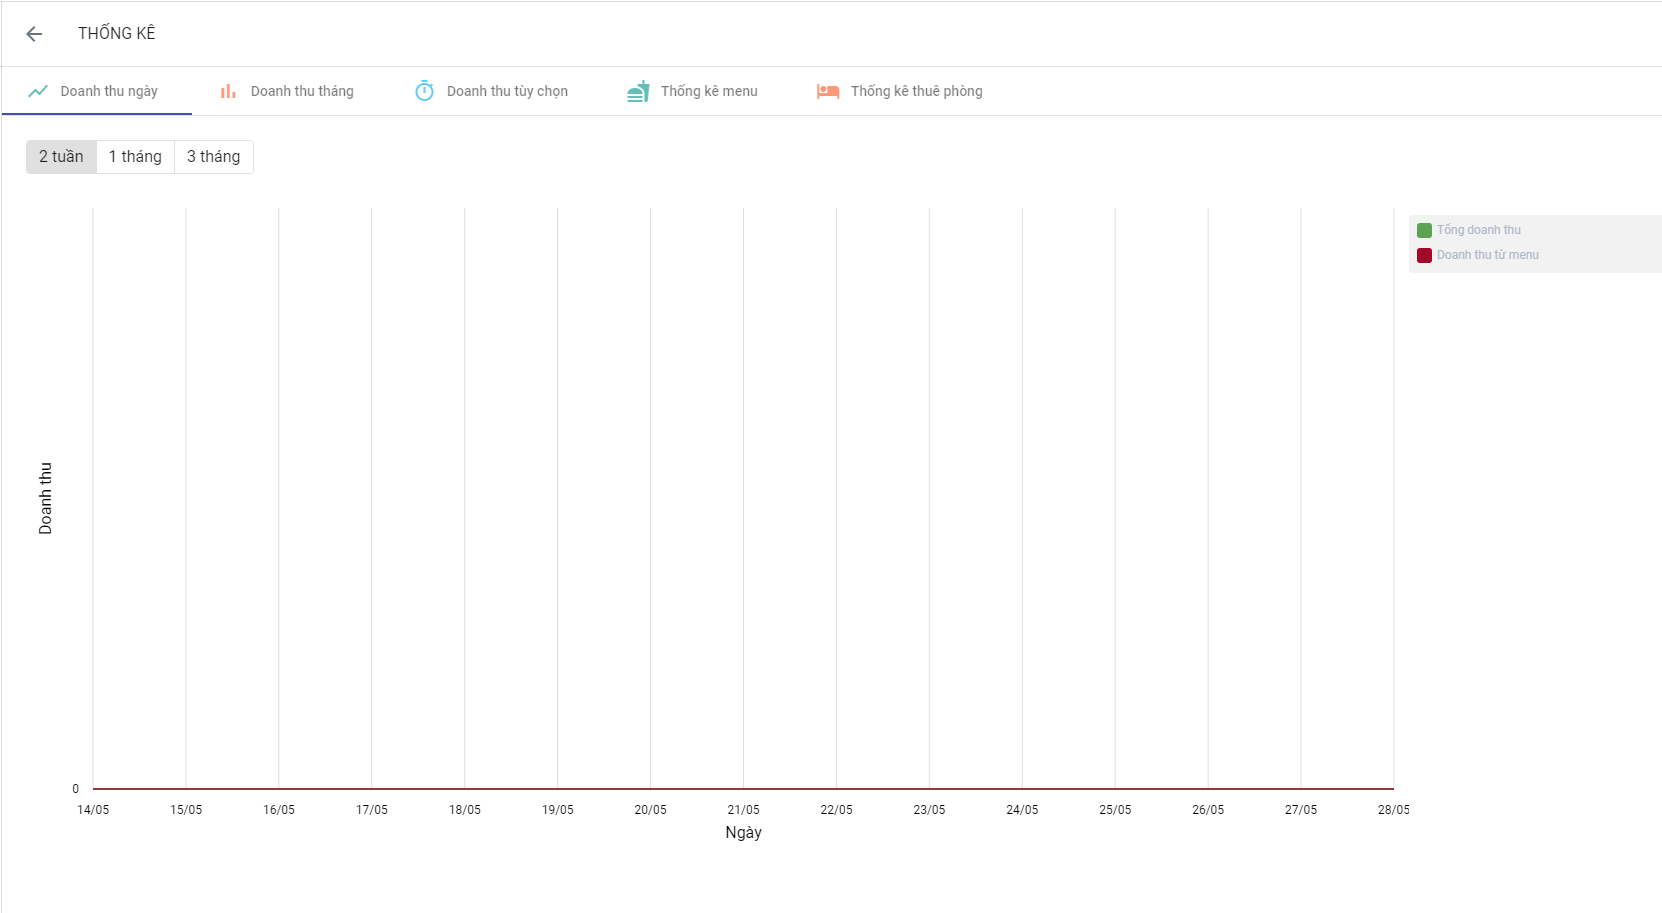 THỐNG KÊ
Doanh thu ngày
Doanh thu tháng
Doanh thu tùy chọn
Thống kê menu
Thống kê thuê phòng
2 tuần
1 tháng
3 tháng
Tổng doanh thu
Doanh thu từ menu
Doanh thu
0
14/05
15/05
16/05
17/05
18/05
19/05
20/05
21/05
22/05
23/05
24/05
25/05
26/05
27/05
28/05
Ngày